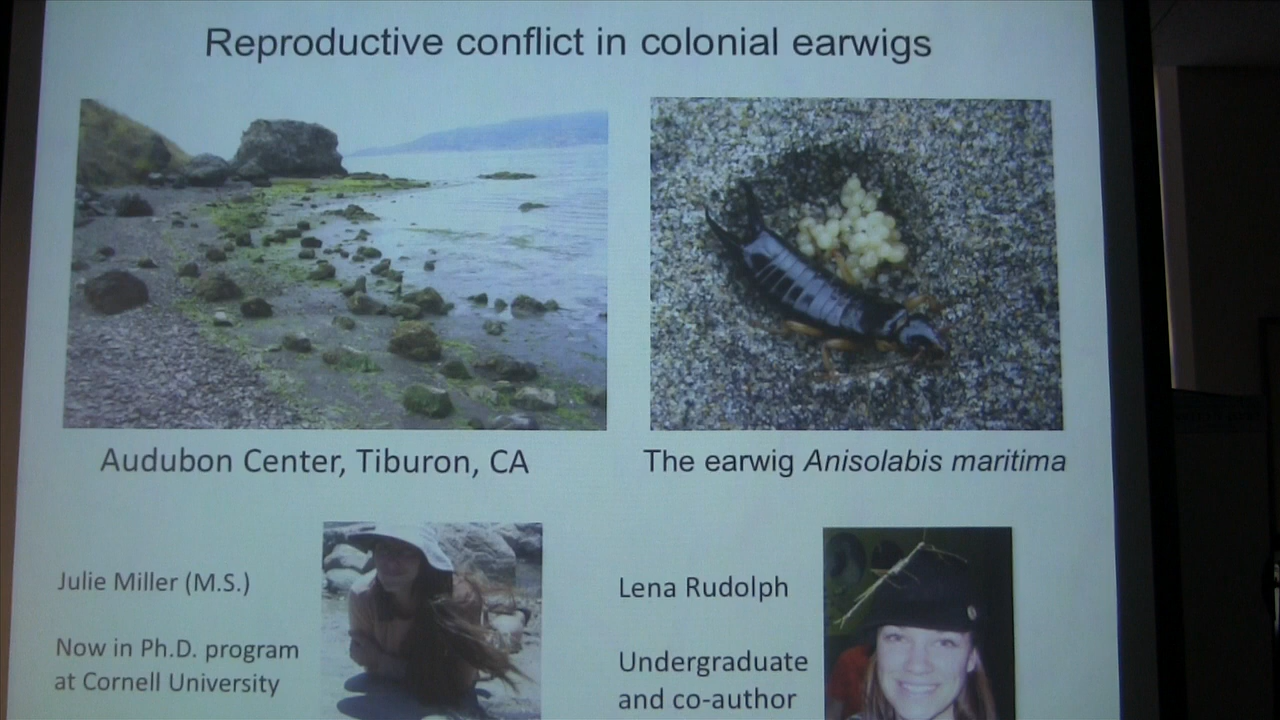 Reproductive conflict in colonial earwigs
Audubon Center, Tiburon, CA
The earwig Anisolabis maritima
Julie Miller (M.S.)
Now in Ph.D. program
at Cornell University
Lena Rudolph
Undergraduate
and co-author